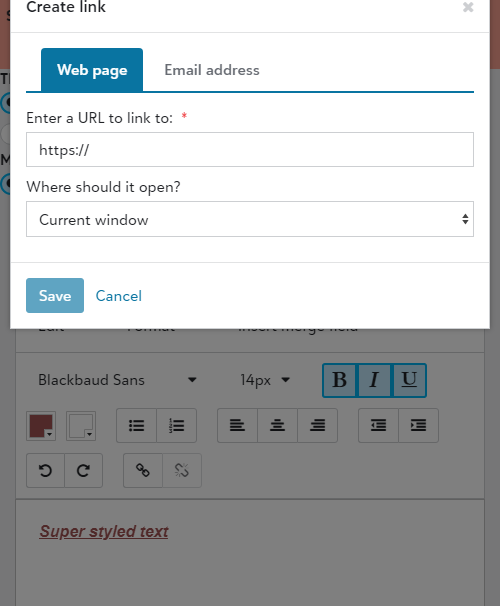 Create link
Web page Email address
Enter a URL to link to: *
https://
Where should it open?
Current window
Save Cancel
Edit Format Insert merge field
Blackbaud Sans 14px B I U
Super styled text